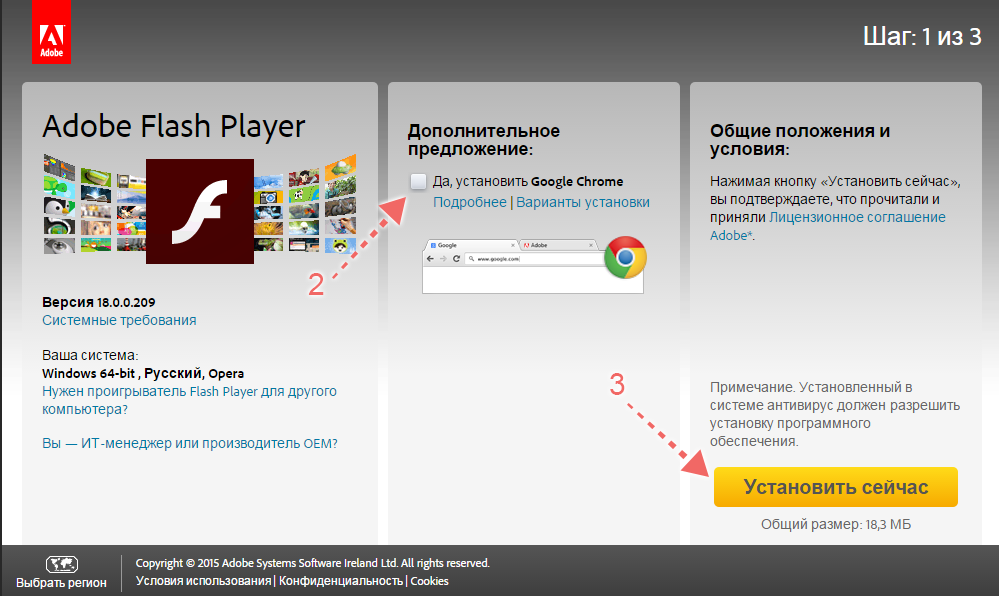 Adobe
Шаг: 1 из 3
Adobe Flash Player
Версия 18.0.0.209
Системные требования
Ваша система:
Windows 64-bit , Русский, Opera
Нужен проигрыватель Flash Player для другого
компьютера?
Вы — ИТ-менеджер или производитель OEM?
Дополнительное
предложение:
Да, установить Google Chrome
Подробнее | Варианты установки
2
Google
Adobe
www.google.com
Общие положения и
условия:
Нажимая кнопку «Установить сейчас»,
вы подтверждаете, что прочитали и
приняли Лицензионное соглашение
Adobe*.
3
Примечание. Установленный в
системе антивирус должен разрешить
установку программного
обеспечения.
Установить сейчас
Общий размер: 18,3 МБ
Выбрать регион
Copyright © 2015 Adobe Systems Software Ireland Ltd. All rights reserved.
Условия использования | Конфиденциальность | Cookies